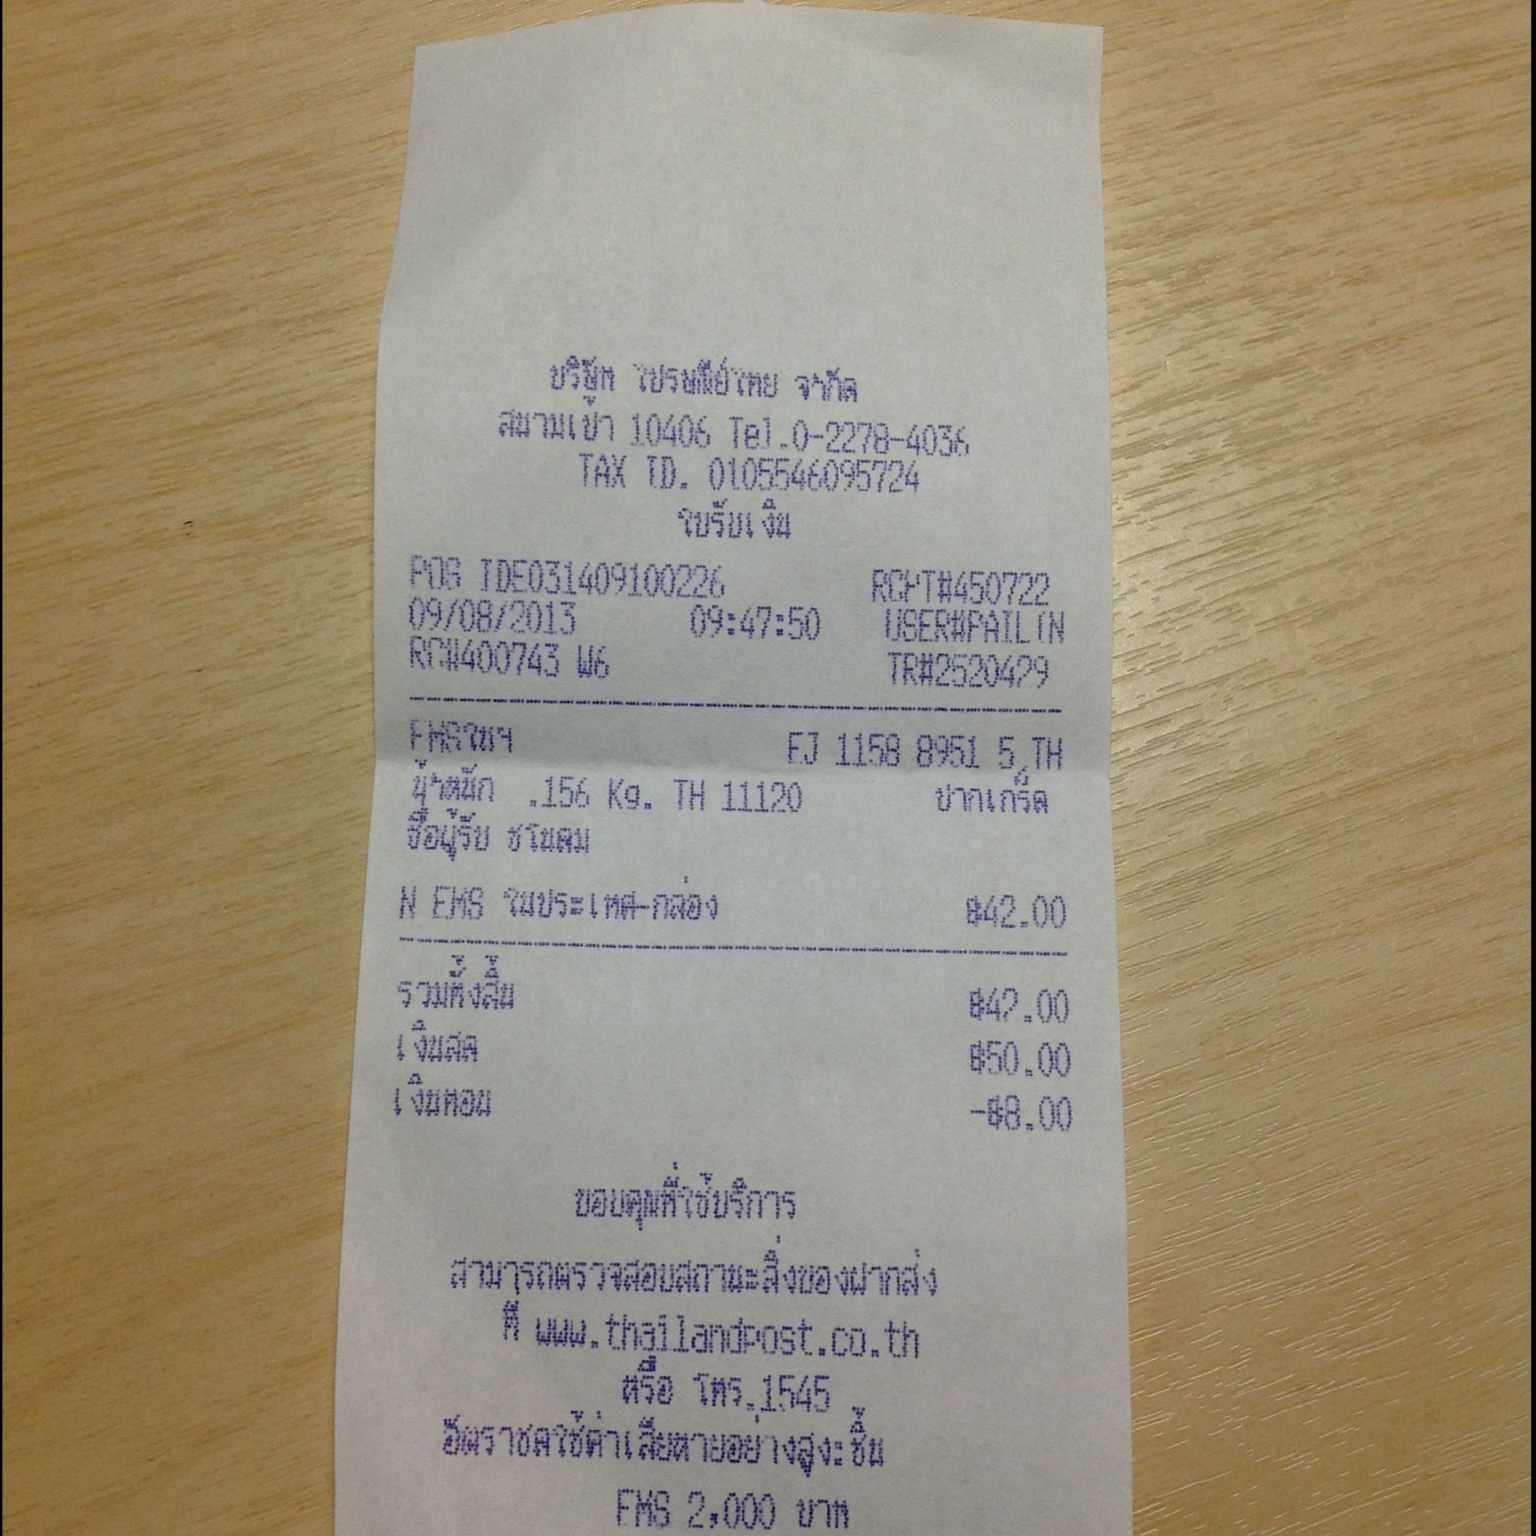 บริษัท ไปรษณีย์ไทย จำกัด
สนามเป้า 10406 Tel.0-2278-4036
TAX ID. 0105546095724
ใบรับเงิน
POS IDE031409100226 RCPT#450722
09/08/2013 09:47:50 USER#PAILIN
RC#400743 W6 TR#2520429
EMSในฯ EJ 1158 8951 5 TH
น้ำหนัก .156 Kg. TH 11120 ปากเกร็ด
ชื่อผู้รับ ชโนดม
N EMS ในประเทศ-กล่อง ฿42.00
รวมทั้งสิ้น ฿42.00
เงินสด ฿50.00
เงินทอน -฿8.00
ขอบคุณที่ใช้บริการ
สามารถตรวจสอบสถานะสิ่งของฝากส่ง
ที่ www.thailandpost.co.th
หรือ โทร.1545
อัตราชดใช้ค่าเสียหายอย่างสูง:ชิ้น
EMS 2,000 บาท